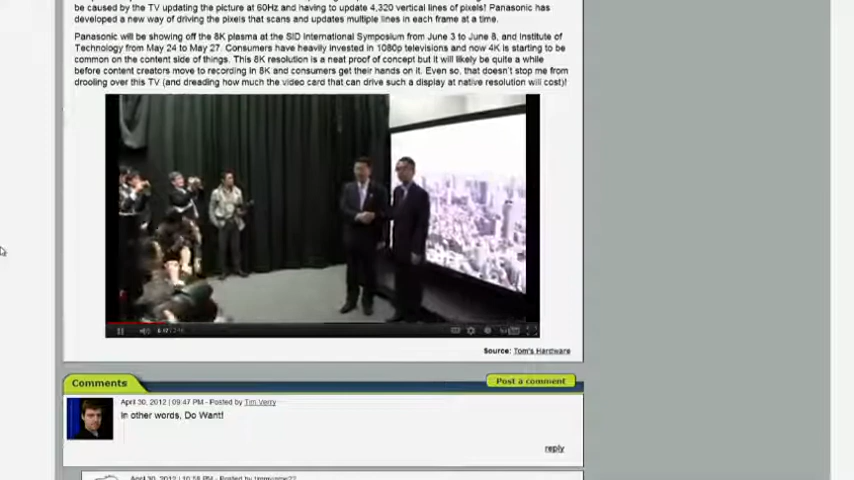 be caused by the TV updating the picture at 60Hz and having to update 4,320 vertical lines of pixels! Panasonic has
developed a new way of driving the pixels that scans and updates multiple lines in each frame at a time.
Panasonic will be showing off the 8K plasma at the SID International Symposium from June 3 to June 8, and Institute of
Technology from May 24 to May 27. Consumers have heavily invested in 1080p televisions and now 4K is starting to be
common on the content side of things. This 8K resolution is a neat proof of concept but it will likely be quite a while
before content creators move to recording in 8K and consumers get their hands on it. Even so, that doesn't stop me from
drooling over this TV (and dreading how much the video card that can drive such a display at native resolution will cost)!
Source: Tom's Hardware
Comments
Post a comment
April 30, 2012 | 09:47 PM - Posted by Tim Verry
In other words, Do Want!
reply
April 30, 2012 | 10:58 PM - Posted by